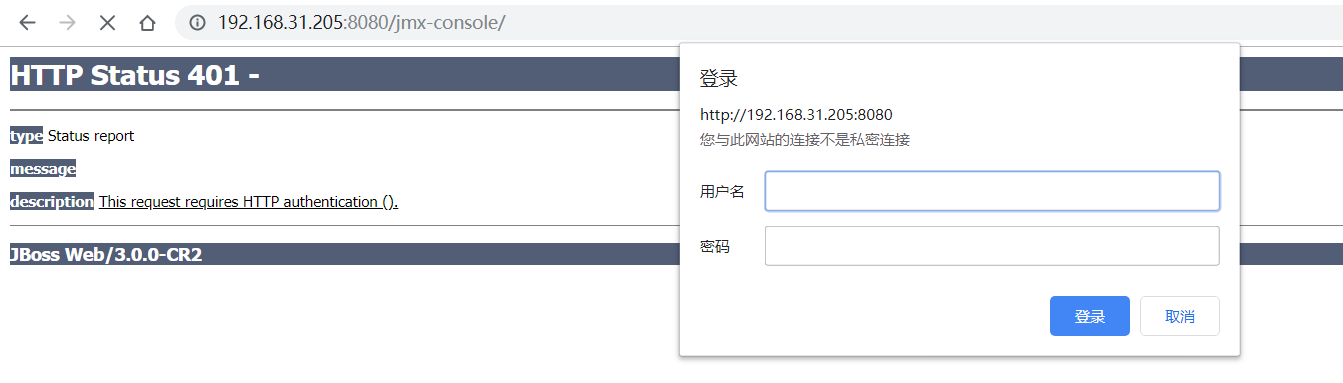 192.168.31.205:8080/jmx-console/
HTTP Status 401 -
type Status report
message
description This request requires HTTP authentication ().
JBoss Web/3.0.0-CR2
登录
http://192.168.31.205:8080
您与此网站的连接不是私密连接
用户名
密码
登录 取消